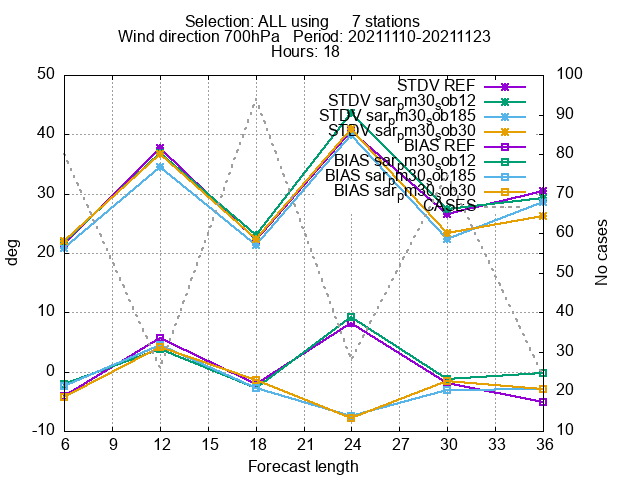 Selection: ALL using     7 stations
Wind direction 700hPa   Period: 20211110-20211123
Hours: 18
50
40
30
20
10
0
-10
deg
100
90
80
70
60
50
40
30
20
10
No cases
STDV REF
STDV sar_pm30_sob12
STDV sar_pm30_sob185
STDV sar_pm30_sob30
BIAS REF
BIAS sar_pm30_sob12
BIAS sar_pm30_sob185
BIAS sar_pm30_sob30
CASES
6 9 12 15 18 21 24 27 30 33 36
Forecast length